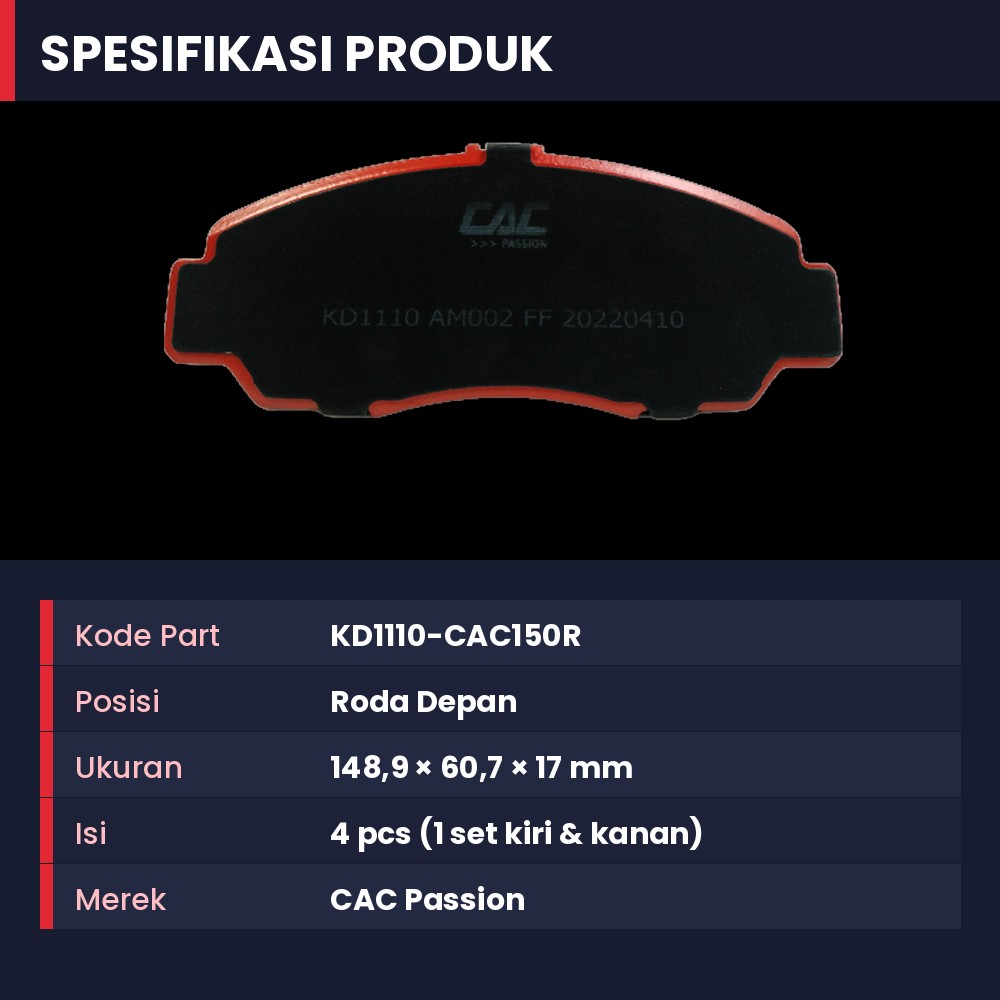 SPESIFIKASI PRODUK
CAC
>>> PASSION
KD1110 AM002 FF 20220410
Kode Part KD1110-CAC150R
Posisi Roda Depan
Ukuran 148,9 × 60,7 × 17 mm
Isi 4 pcs (1 set kiri & kanan)
Merek CAC Passion